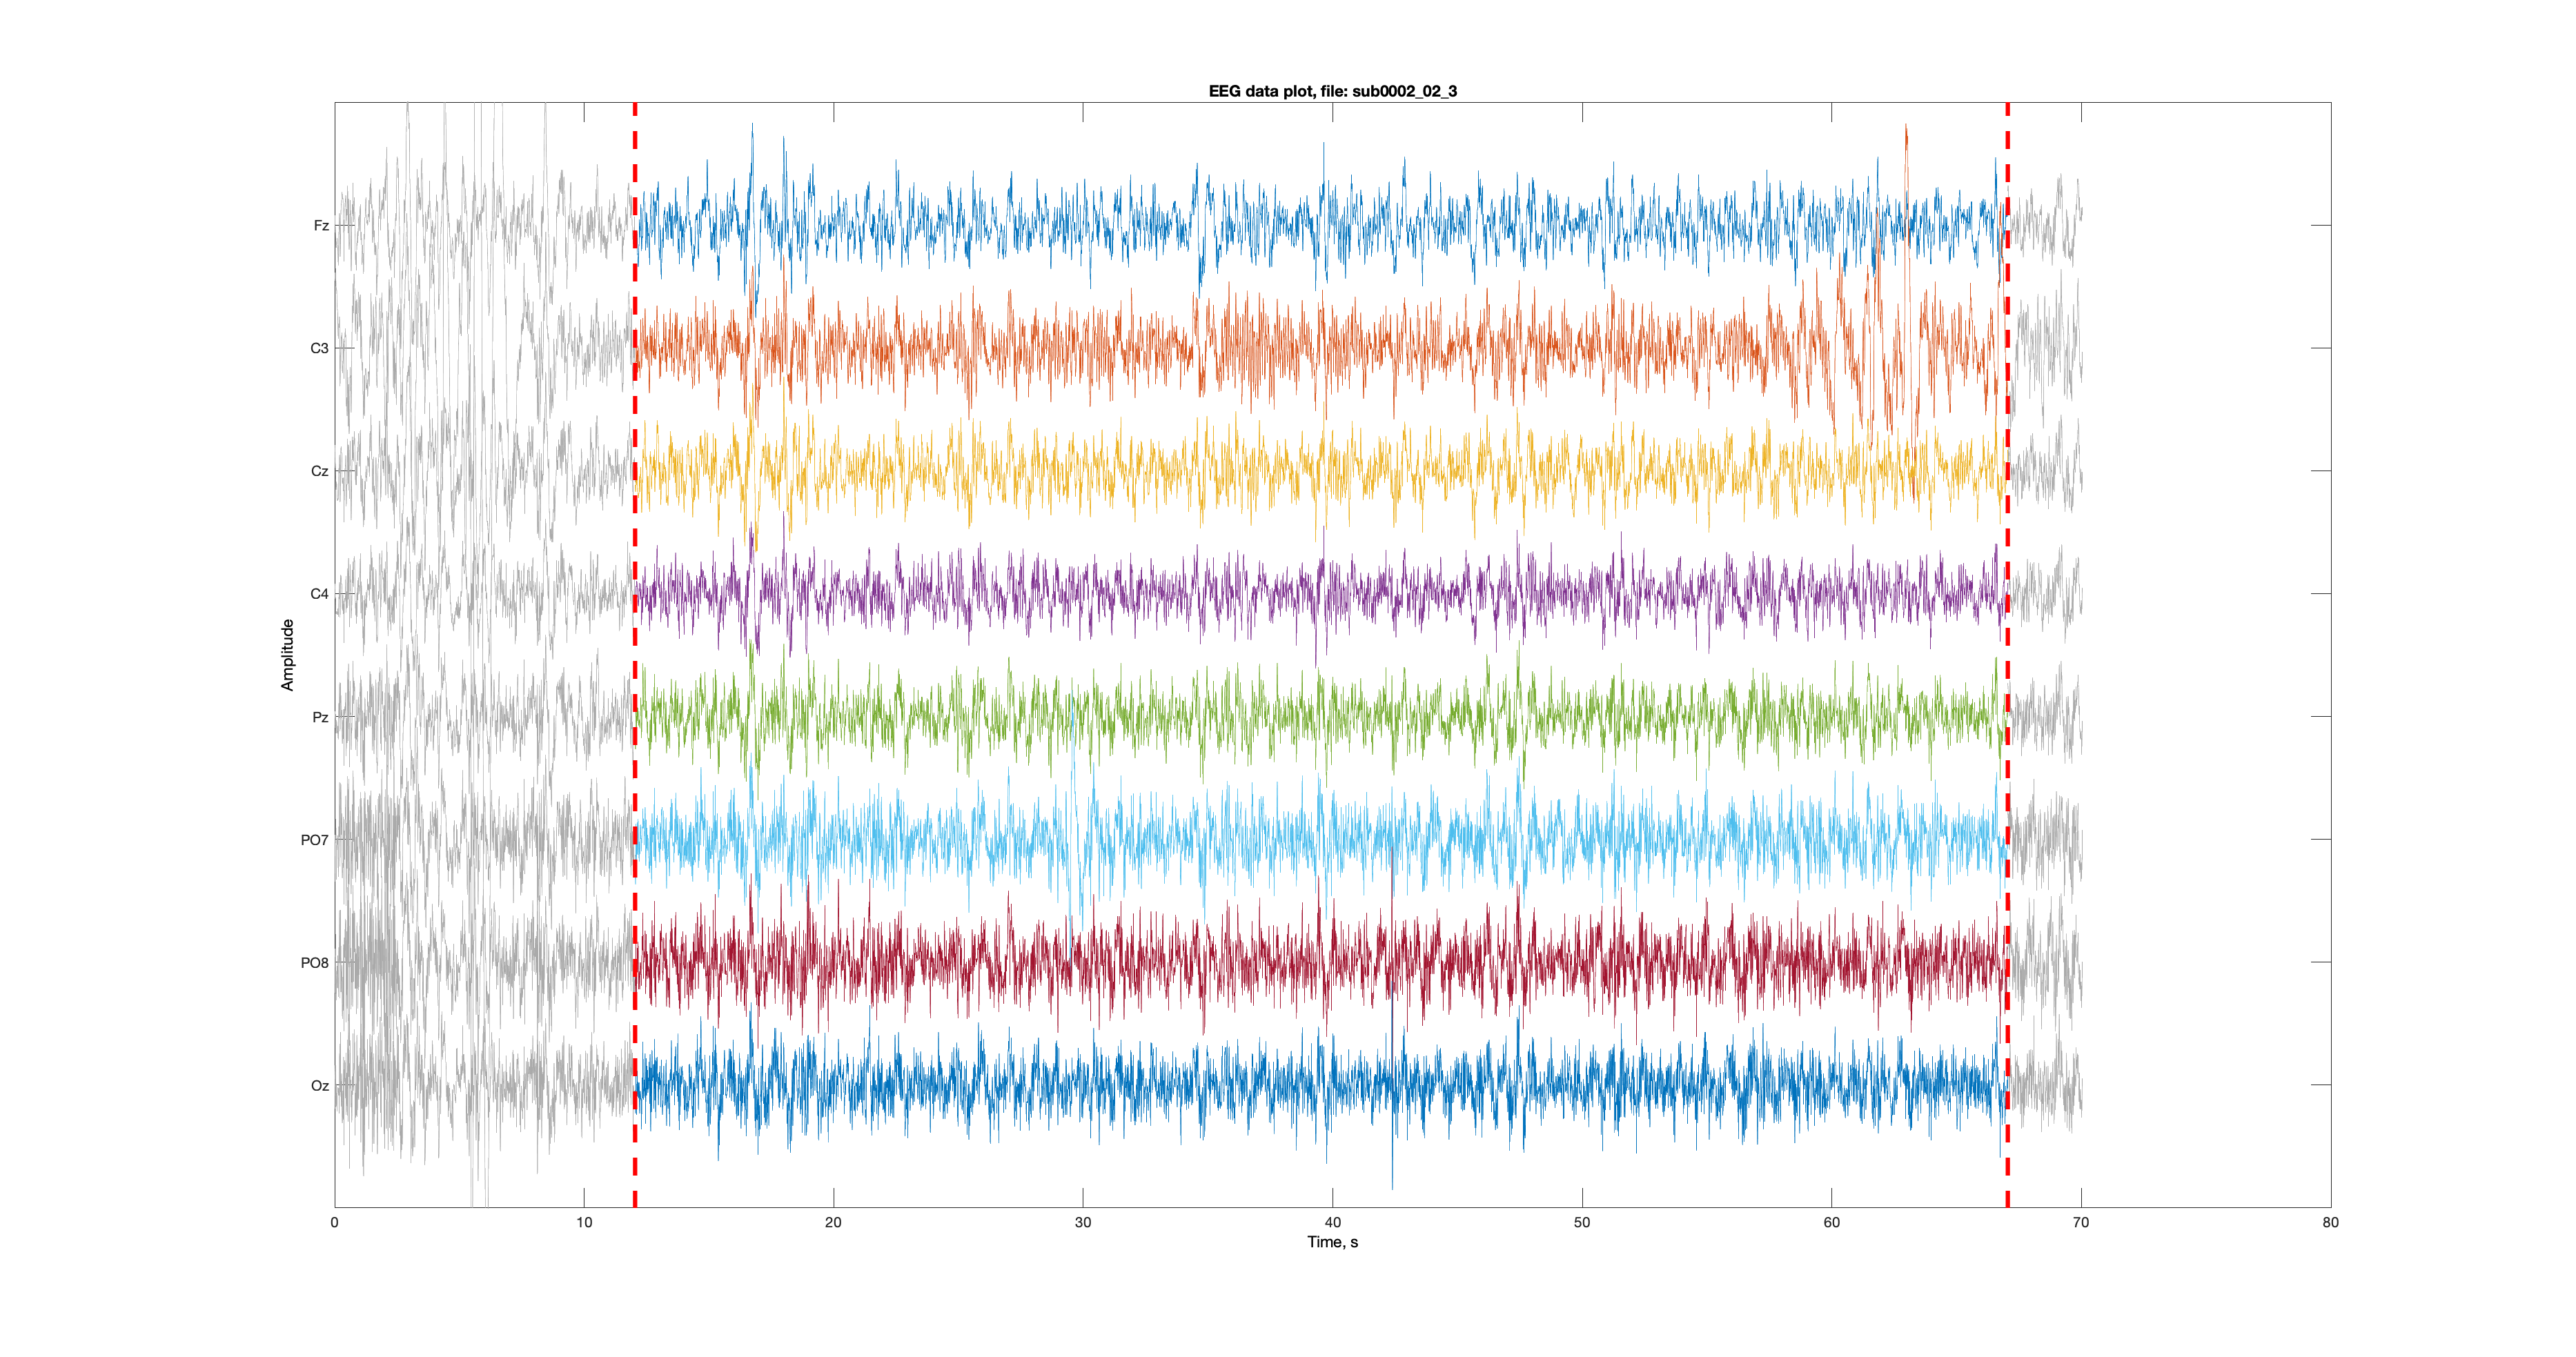 EEG data plot, file: sub0002_02_3
Fz
C3
Cz
C4
Pz
PO7
PO8
Oz
Amplitude
0 10 20 30 40 50 60 70 80
Time, s